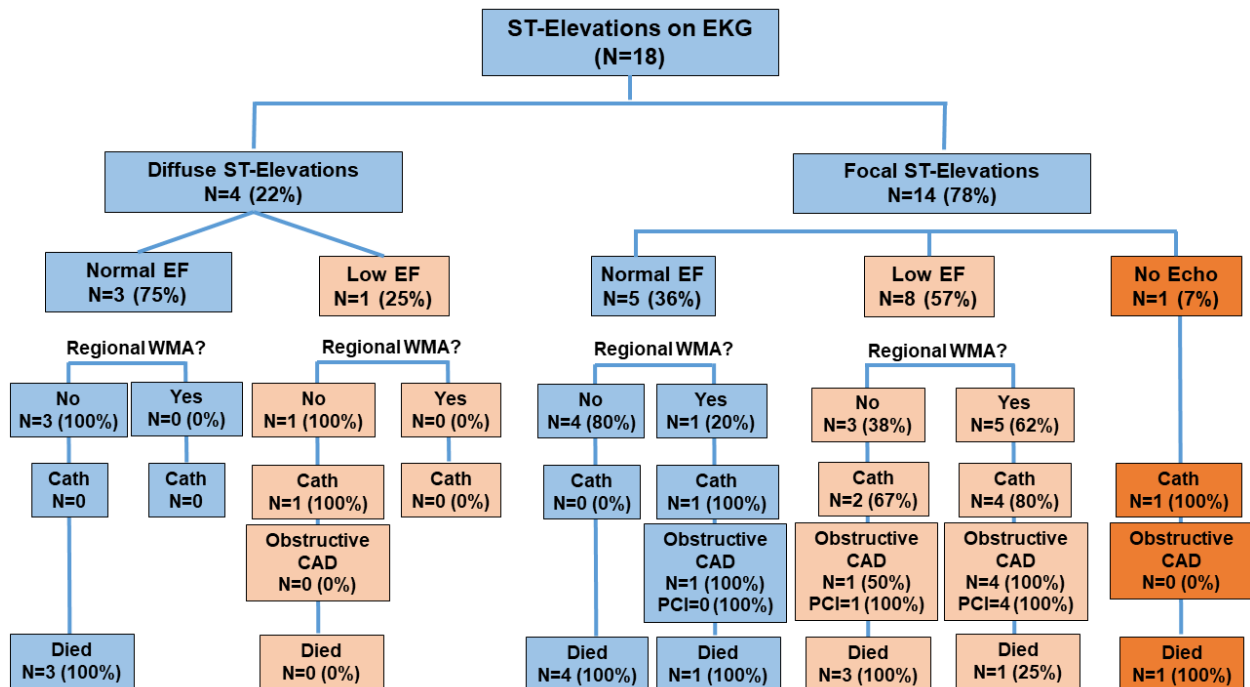 ST-Elevations on EKG
(N=18)
Diffuse ST-Elevations
N=4 (22%)
Focal ST-Elevations
N=14 (78%)
Normal EF
N=3 (75%)
Low EF
N=1 (25%)
Normal EF
N=5 (36%)
Low EF
N=8 (57%)
No Echo
N=1 (7%)
Regional WMA?
Regional WMA?
Regional WMA?
Regional WMA?
No
N=3 (100%)
Yes
N=0 (0%)
No
N=1 (100%)
Yes
N=0 (0%)
No
N=4 (80%)
Yes
N=1 (20%)
No
N=3 (38%)
Yes
N=5 (62%)
Cath
N=0
Cath
N=0
Cath
N=1 (100%)
Cath
N=0 (0%)
Cath
N=0 (0%)
Cath
N=1 (100%)
Cath
N=2 (67%)
Cath
N=4 (80%)
Cath
N=1 (100%)
Obstructive
CAD
N=0 (0%)
Obstructive
CAD
N=1 (100%)
PCI=0 (100%)
Obstructive
CAD
N=1 (50%)
PCI=1 (100%)
Obstructive
CAD
N=4 (100%)
PCI=4 (100%)
Obstructive
CAD
N=0 (0%)
Died
N=3 (100%)
Died
N=0 (0%)
Died
N=4 (100%)
Died
N=1 (100%)
Died
N=3 (100%)
Died
N=1 (25%)
Died
N=1 (100%)